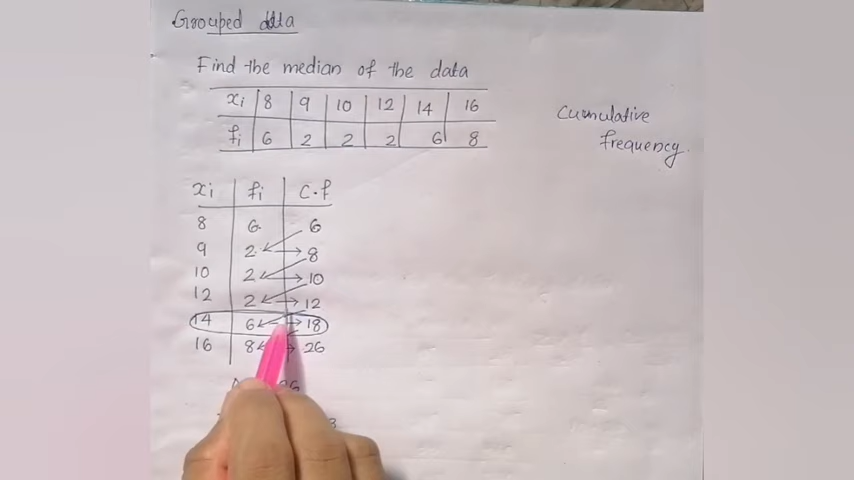 Grouped data
Find the median of the data
xi 8 9 10 12 14 16
fi 6 2 2 2 6 8
Cumulative
frequency
xi fi C.f
8 6 6
9 2 8
10 2 10
12 2 12
14 6 18
16 8 26